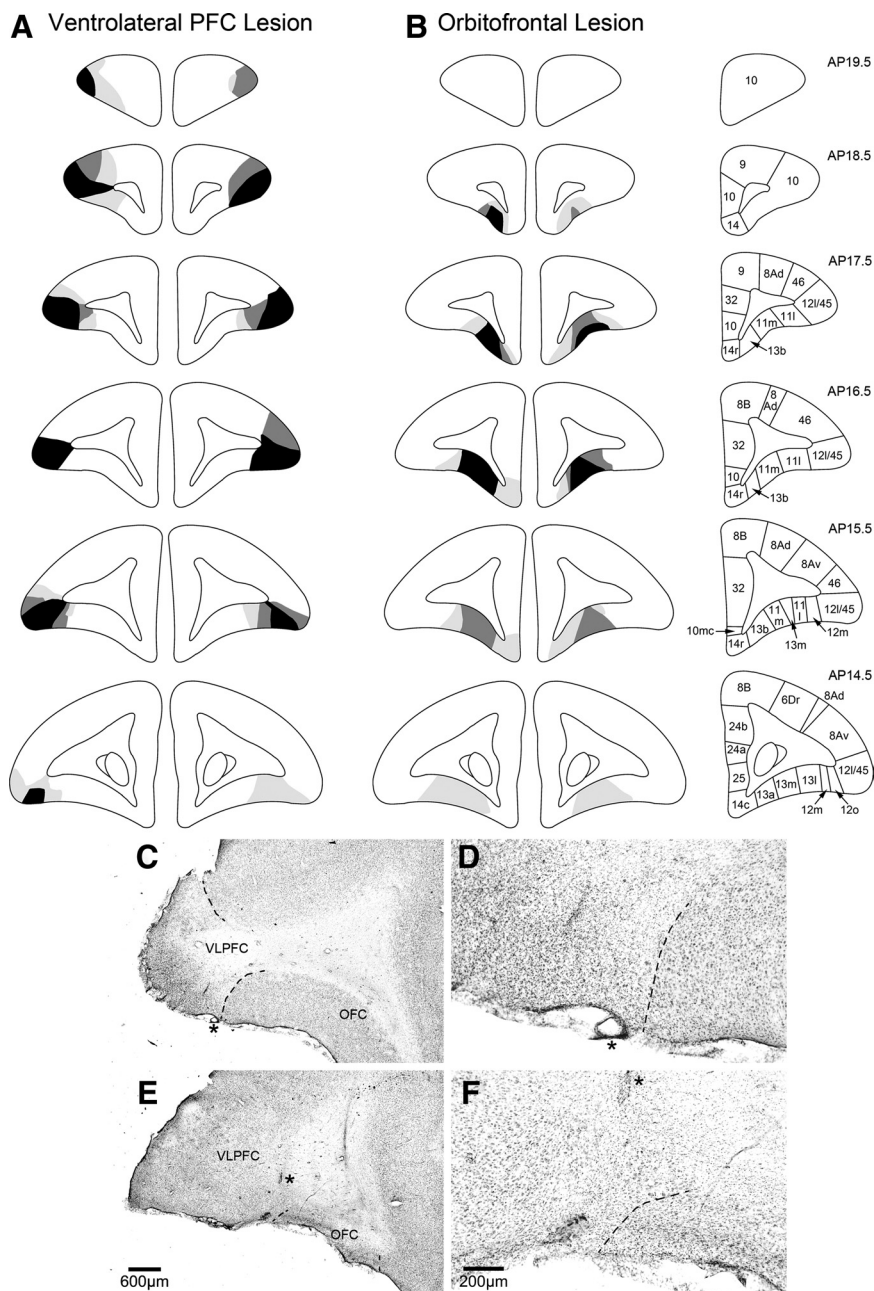 A Ventrolateral PFC Lesion
B Orbitofrontal Lesion
AP19.5
10
AP18.5
9
10
10
14
AP17.5
9
8Ad
46
32
12l/45
11l
10
11m
14r
13b
AP16.5
8B
8
Ad
46
32
12l/45
11l
10
11m
14r
13b
AP15.5
8B
8Ad
8Av
32
46
12l/45
11
m
11
l
10mc
13b
14r
13m
12m
AP14.5
8B
6Dr
8Ad
24b
8Av
24a
12l/45
25
13m
13l
13a
14c
12m
12o
C
VLPFC
OFC
*
D
*
E
VLPFC
*
OFC
600µm
F
*
200µm